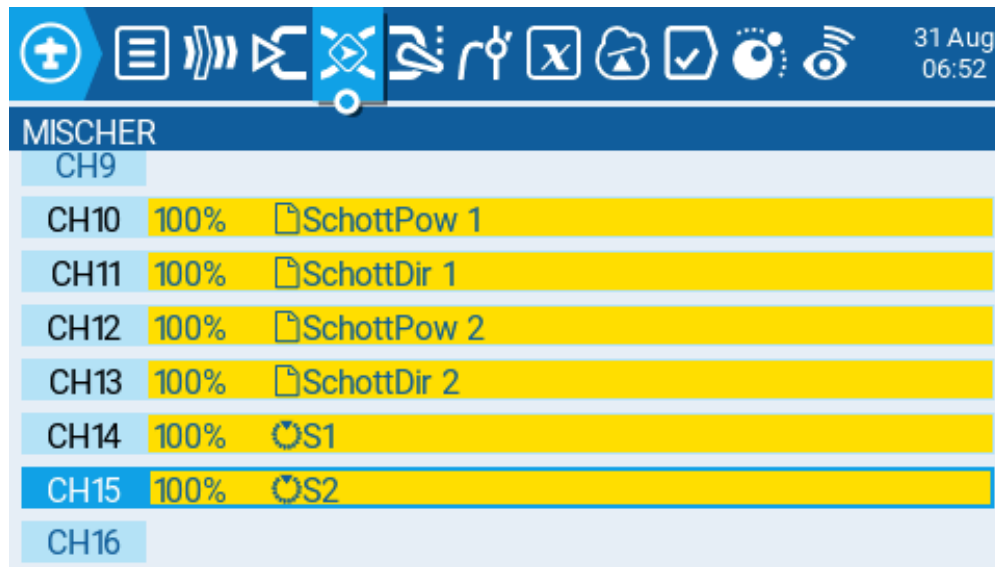 31 Aug
06:52
MISCHER
CH9
CH10 100% SchottPow 1
CH11 100% SchottDir 1
CH12 100% SchottPow 2
CH13 100% SchottDir 2
CH14 100% S1
CH15 100% S2
CH16